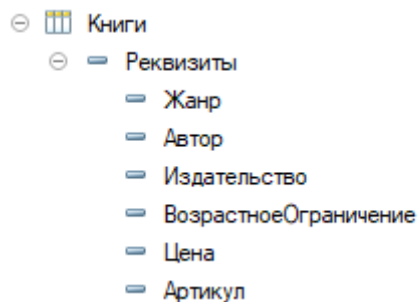 Книги
Реквизиты
Жанр
Автор
Издательство
ВозрастноеОграничение
Цена
Артикул